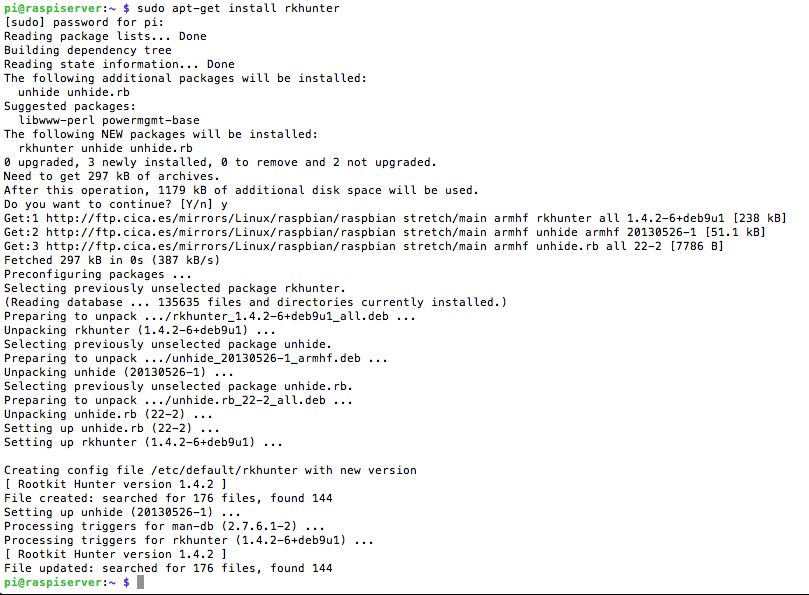 pi@raspiserver:~ $ sudo apt-get install rkhunter
[sudo] password for pi:
Reading package lists... Done
Building dependency tree
Reading state information... Done
The following additional packages will be installed:
  unhide unhide.rb
Suggested packages:
  libwww-perl powermgmt-base
The following NEW packages will be installed:
  rkhunter unhide unhide.rb
0 upgraded, 3 newly installed, 0 to remove and 2 not upgraded.
Need to get 297 kB of archives.
After this operation, 1179 kB of additional disk space will be used.
Do you want to continue? [Y/n] y
Get:1 http://ftp.cica.es/mirrors/Linux/raspbian/raspbian stretch/main armhf rkhunter all 1.4.2-6+deb9u1 [238 kB]
Get:2 http://ftp.cica.es/mirrors/Linux/raspbian/raspbian stretch/main armhf unhide armhf 20130526-1 [51.1 kB]
Get:3 http://ftp.cica.es/mirrors/Linux/raspbian/raspbian stretch/main armhf unhide.rb all 22-2 [7786 B]
Fetched 297 kB in 0s (387 kB/s)
Preconfiguring packages ...
Selecting previously unselected package rkhunter.
(Reading database ... 135635 files and directories currently installed.)
Preparing to unpack .../rkhunter_1.4.2-6+deb9u1_all.deb ...
Unpacking rkhunter (1.4.2-6+deb9u1) ...
Selecting previously unselected package unhide.
Preparing to unpack .../unhide_20130526-1_armhf.deb ...
Unpacking unhide (20130526-1) ...
Selecting previously unselected package unhide.rb.
Preparing to unpack .../unhide.rb_22-2_all.deb ...
Unpacking unhide.rb (22-2) ...
Setting up unhide.rb (22-2) ...
Setting up rkhunter (1.4.2-6+deb9u1) ...

Creating config file /etc/default/rkhunter with new version
[ Rootkit Hunter version 1.4.2 ]
File created: searched for 176 files, found 144
Setting up unhide (20130526-1) ...
Processing triggers for man-db (2.7.6.1-2) ...
Processing triggers for rkhunter (1.4.2-6+deb9u1) ...
[ Rootkit Hunter version 1.4.2 ]
File updated: searched for 176 files, found 144
pi@raspiserver:~ $